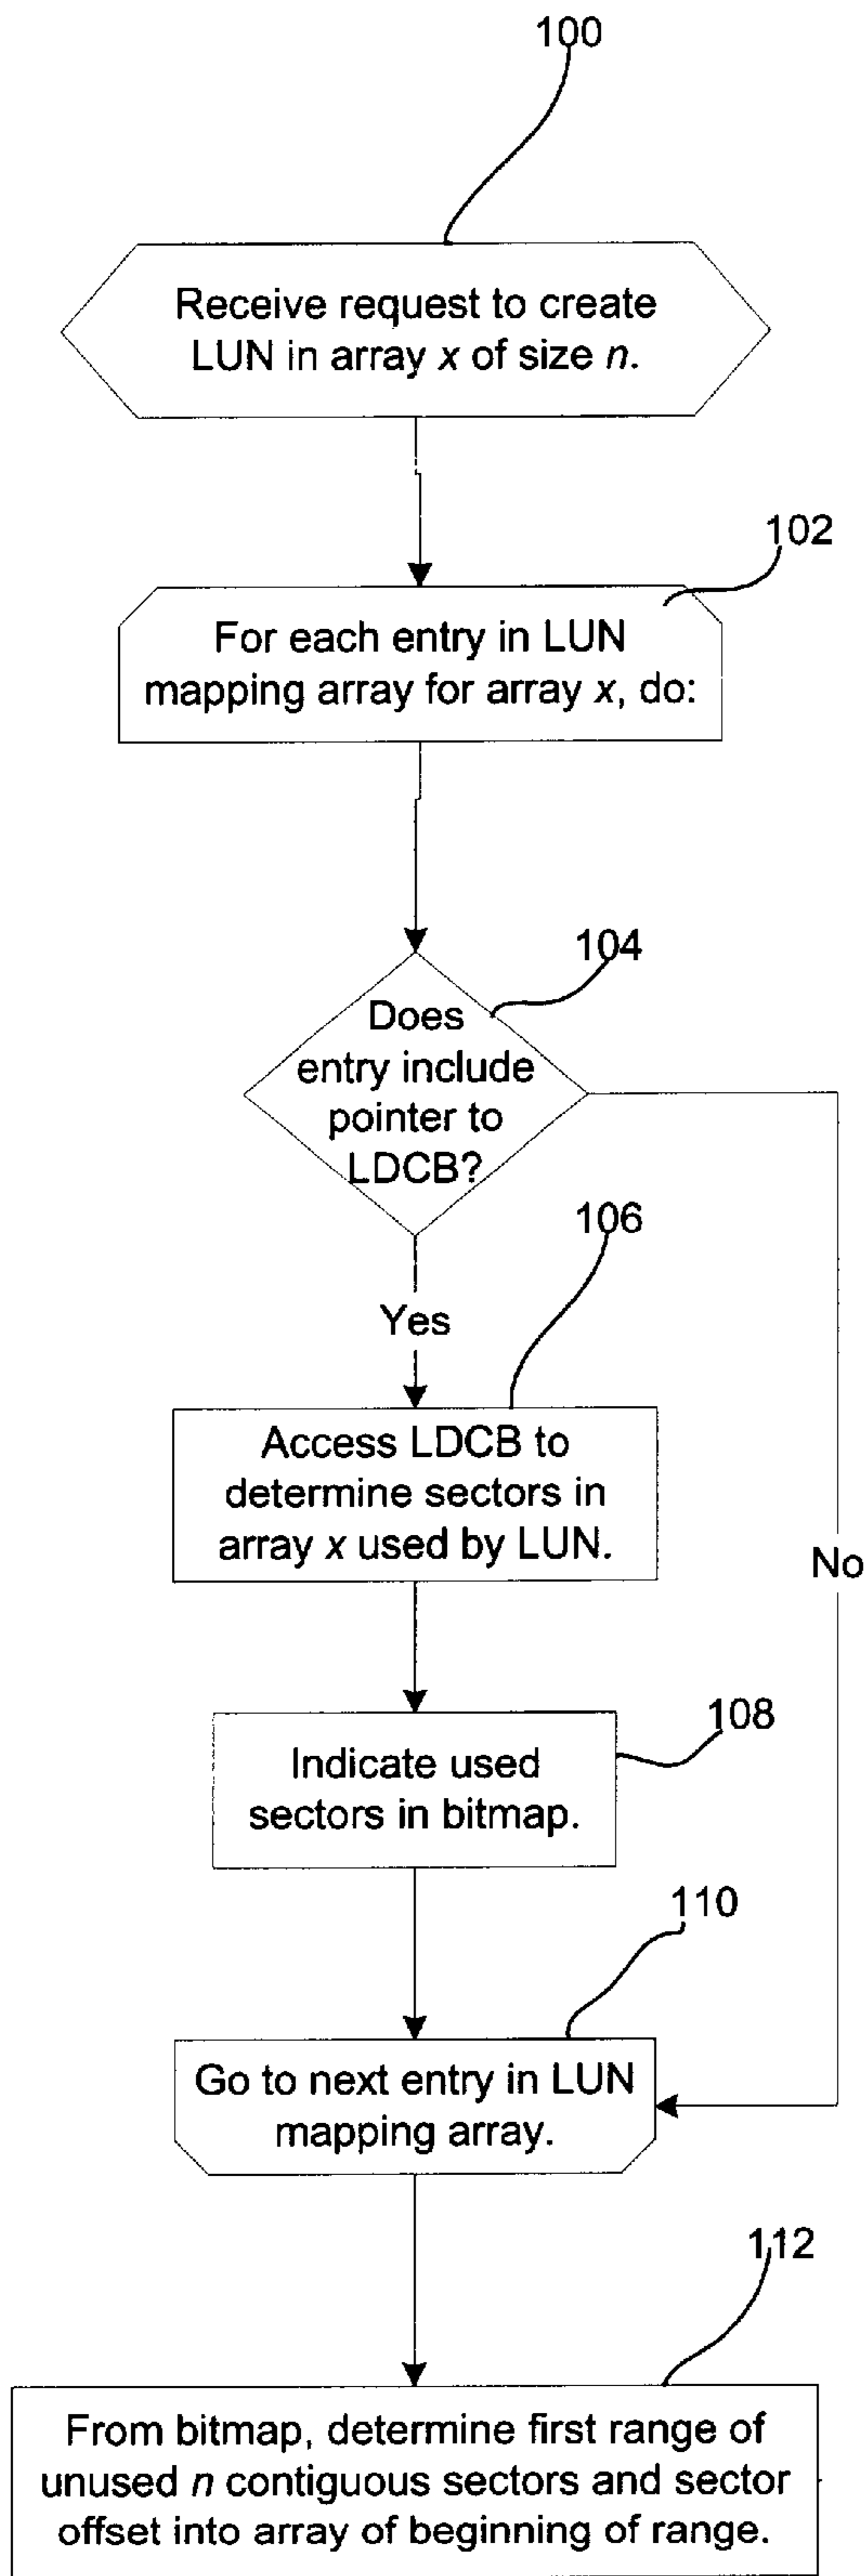 100
Receive request to create
LUN in array x of size n.
102
For each entry in LUN
mapping array for array x, do:
104
Does
entry include
pointer to
LDCB?
106
Yes
Access LDCB to
determine sectors in
array x used by LUN.
No
108
Indicate used
sectors in bitmap.
110
Go to next entry in LUN
mapping array.
112
From bitmap, determine first range of
unused n contiguous sectors and sector
offset into array of beginning of range.